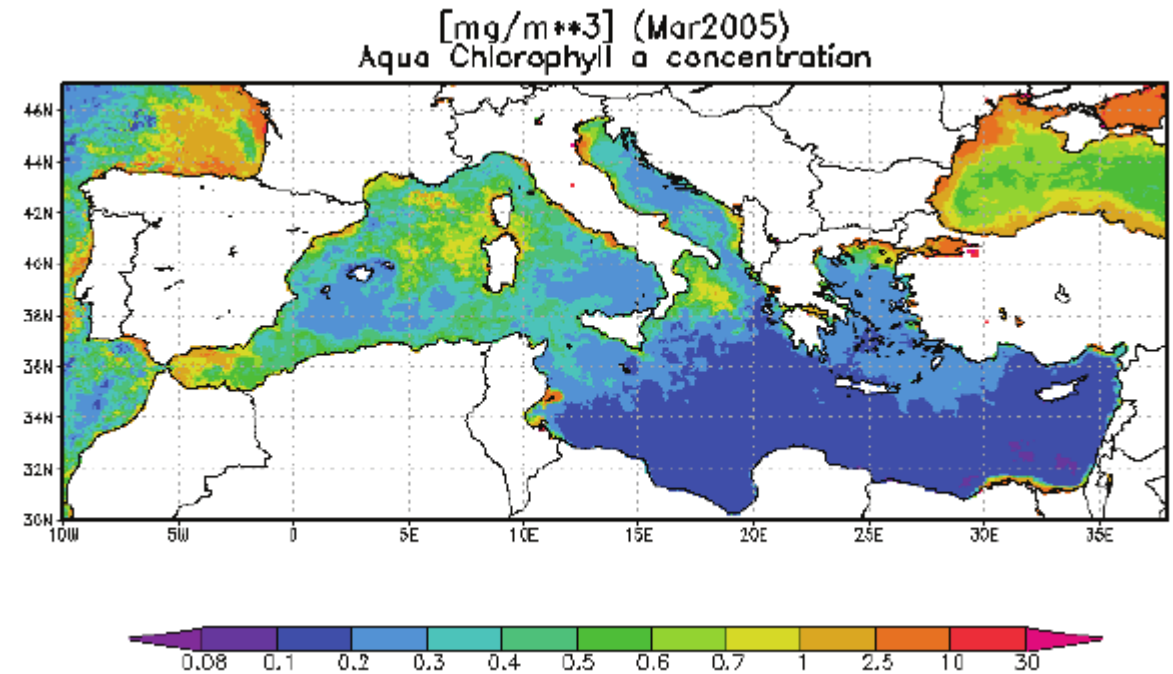 [mg/m**3] (Mar2005)
Aqua Chlorophyll a concentration
46N
44N
42N
40N
38N
36N
34N
32N
30N
10W 5W 0 5E 10E 15E 20E 25E 30E 35E
0.08 0.1 0.2 0.3 0.4 0.5 0.6 0.7 1 2.5 10 30